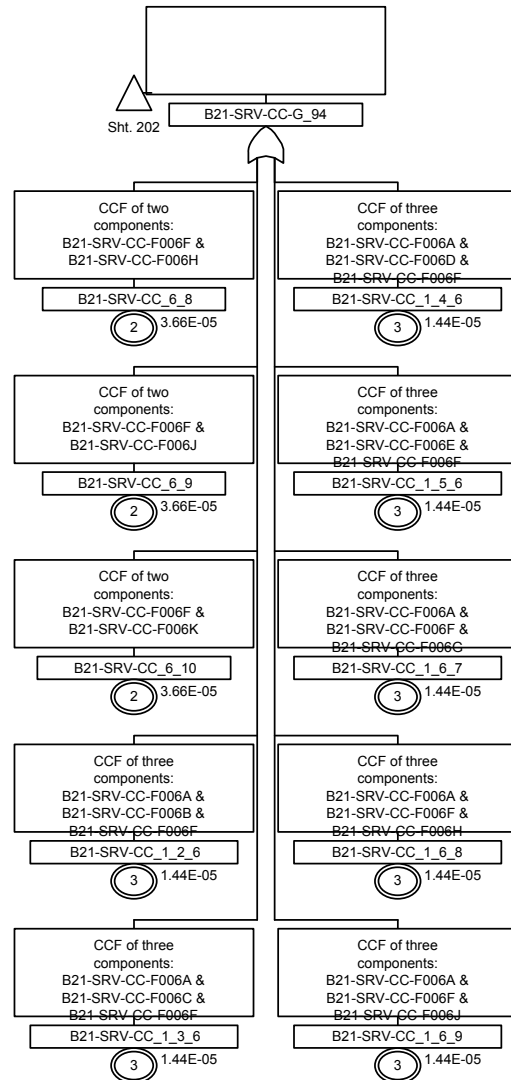 Sht. 202
B21-SRV-CC-G_94
CCF of two
components:
B21-SRV-CC-F006F &
B21-SRV-CC-F006H
B21-SRV-CC_6_8
2
3.66E-05
CCF of three
components:
B21-SRV-CC-F006A &
B21-SRV-CC-F006D &
B21-SRV-CC-F006F
B21-SRV-CC_1_4_6
3
1.44E-05
CCF of two
components:
B21-SRV-CC-F006F &
B21-SRV-CC-F006J
B21-SRV-CC_6_9
2
3.66E-05
CCF of three
components:
B21-SRV-CC-F006A &
B21-SRV-CC-F006E &
B21-SRV-CC-F006F
B21-SRV-CC_1_5_6
3
1.44E-05
CCF of two
components:
B21-SRV-CC-F006F &
B21-SRV-CC-F006K
B21-SRV-CC_6_10
2
3.66E-05
CCF of three
components:
B21-SRV-CC-F006A &
B21-SRV-CC-F006F &
B21-SRV-CC-F006G
B21-SRV-CC_1_6_7
3
1.44E-05
CCF of three
components:
B21-SRV-CC-F006A &
B21-SRV-CC-F006B &
B21-SRV-CC-F006F
B21-SRV-CC_1_2_6
3
1.44E-05
CCF of three
components:
B21-SRV-CC-F006A &
B21-SRV-CC-F006F &
B21-SRV-CC-F006H
B21-SRV-CC_1_6_8
3
1.44E-05
CCF of three
components:
B21-SRV-CC-F006A &
B21-SRV-CC-F006C &
B21-SRV-CC-F006F
B21-SRV-CC_1_3_6
3
1.44E-05
CCF of three
components:
B21-SRV-CC-F006A &
B21-SRV-CC-F006F &
B21-SRV-CC-F006J
B21-SRV-CC_1_6_9
3
1.44E-05